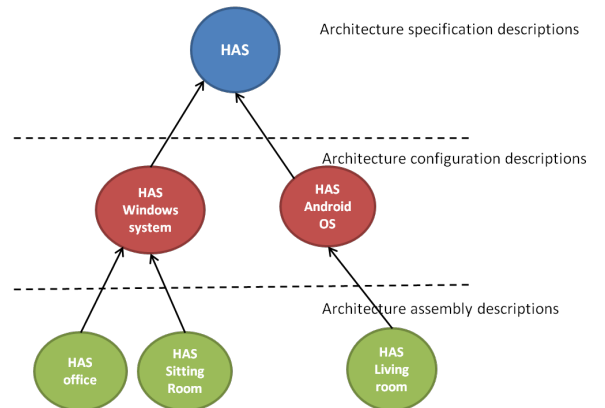 Architecture specification descriptions
HAS
Architecture configuration descriptions
HAS
Windows
system
HAS
Android
OS
Architecture assembly descriptions
HAS
office
HAS
Sitting
Room
HAS
Living
room